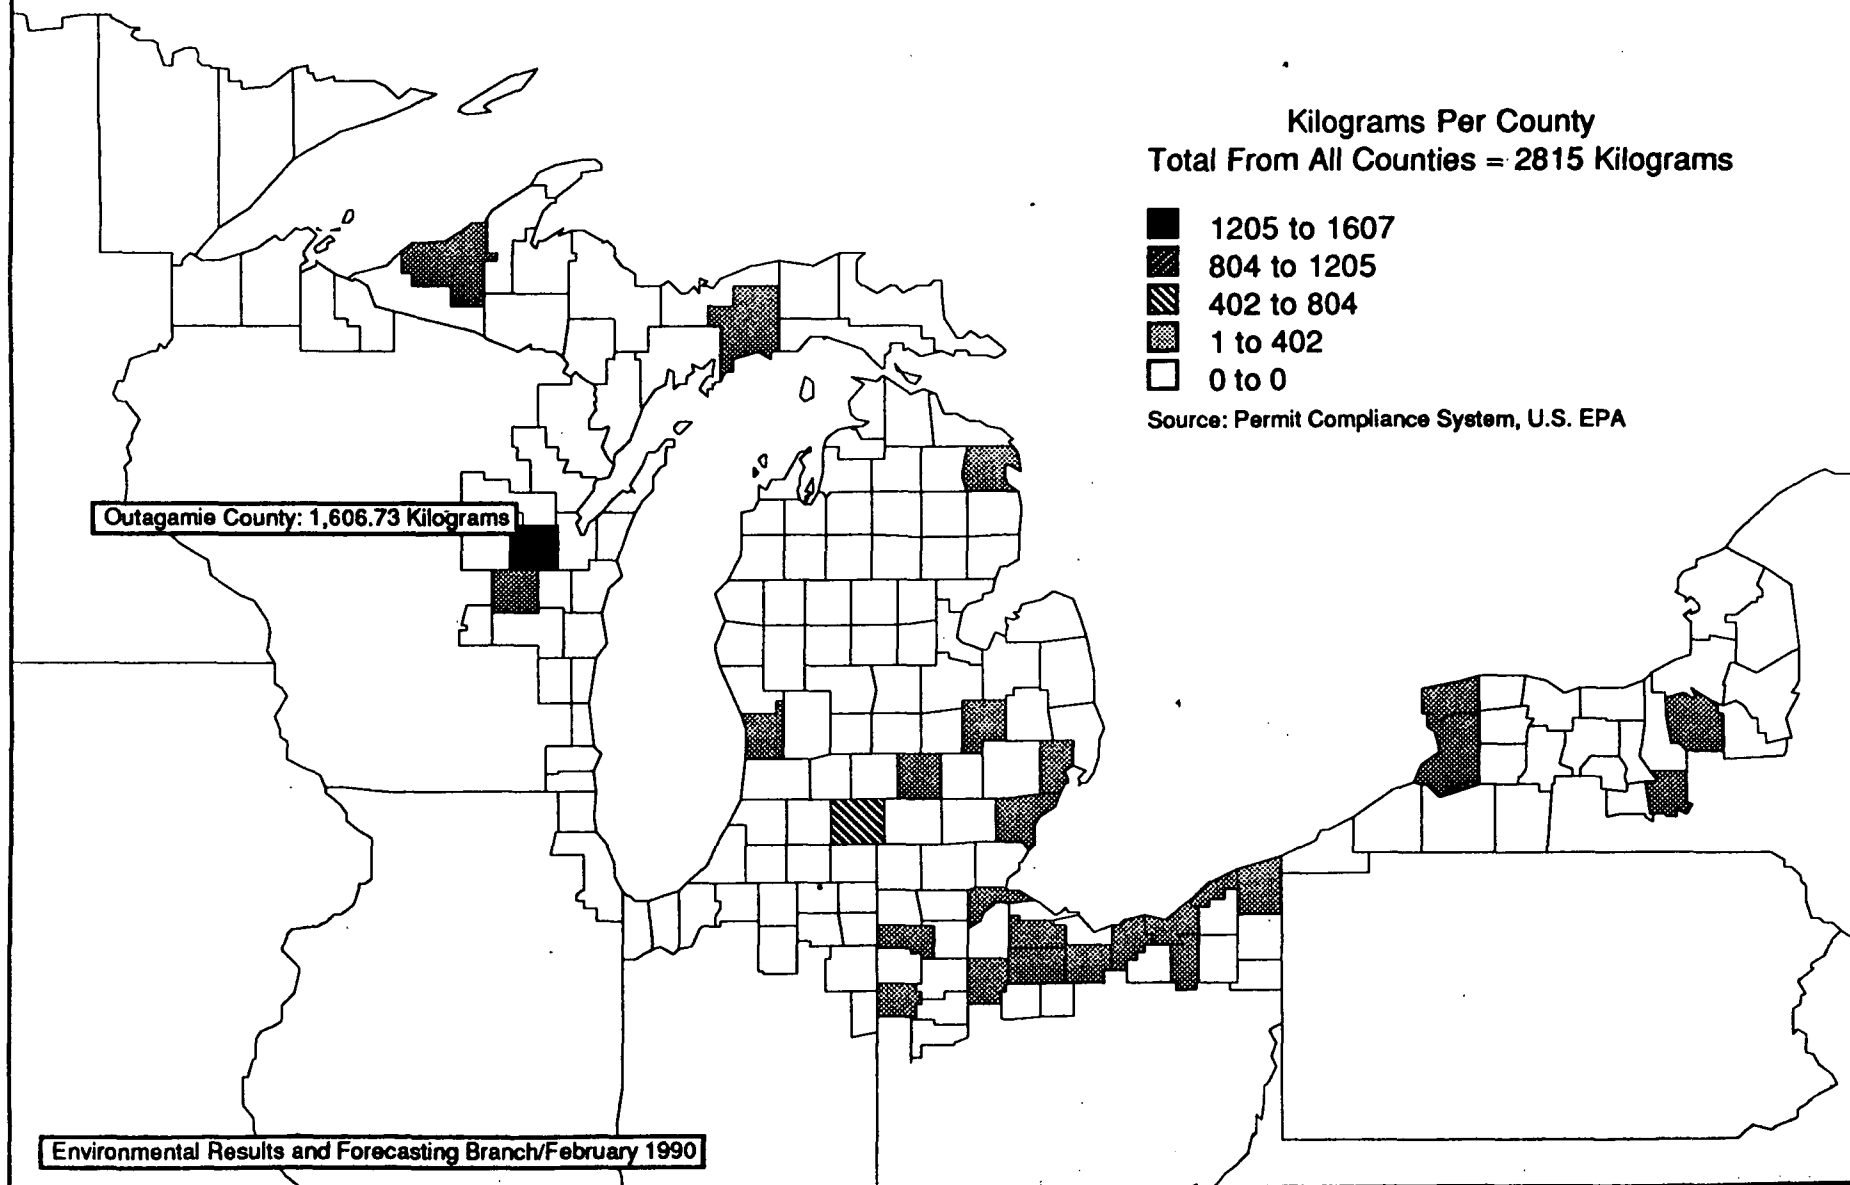 Kilograms Per County
Total From All Counties = 2815 Kilograms
1205 to 1607
804 to 1205
402 to 804
1 to 402
0 to 0
Source: Permit Compliance System, U.S. EPA
Outagamie County: 1,606.73 Kilograms
Environmental Results and Forecasting Branch/February 1990